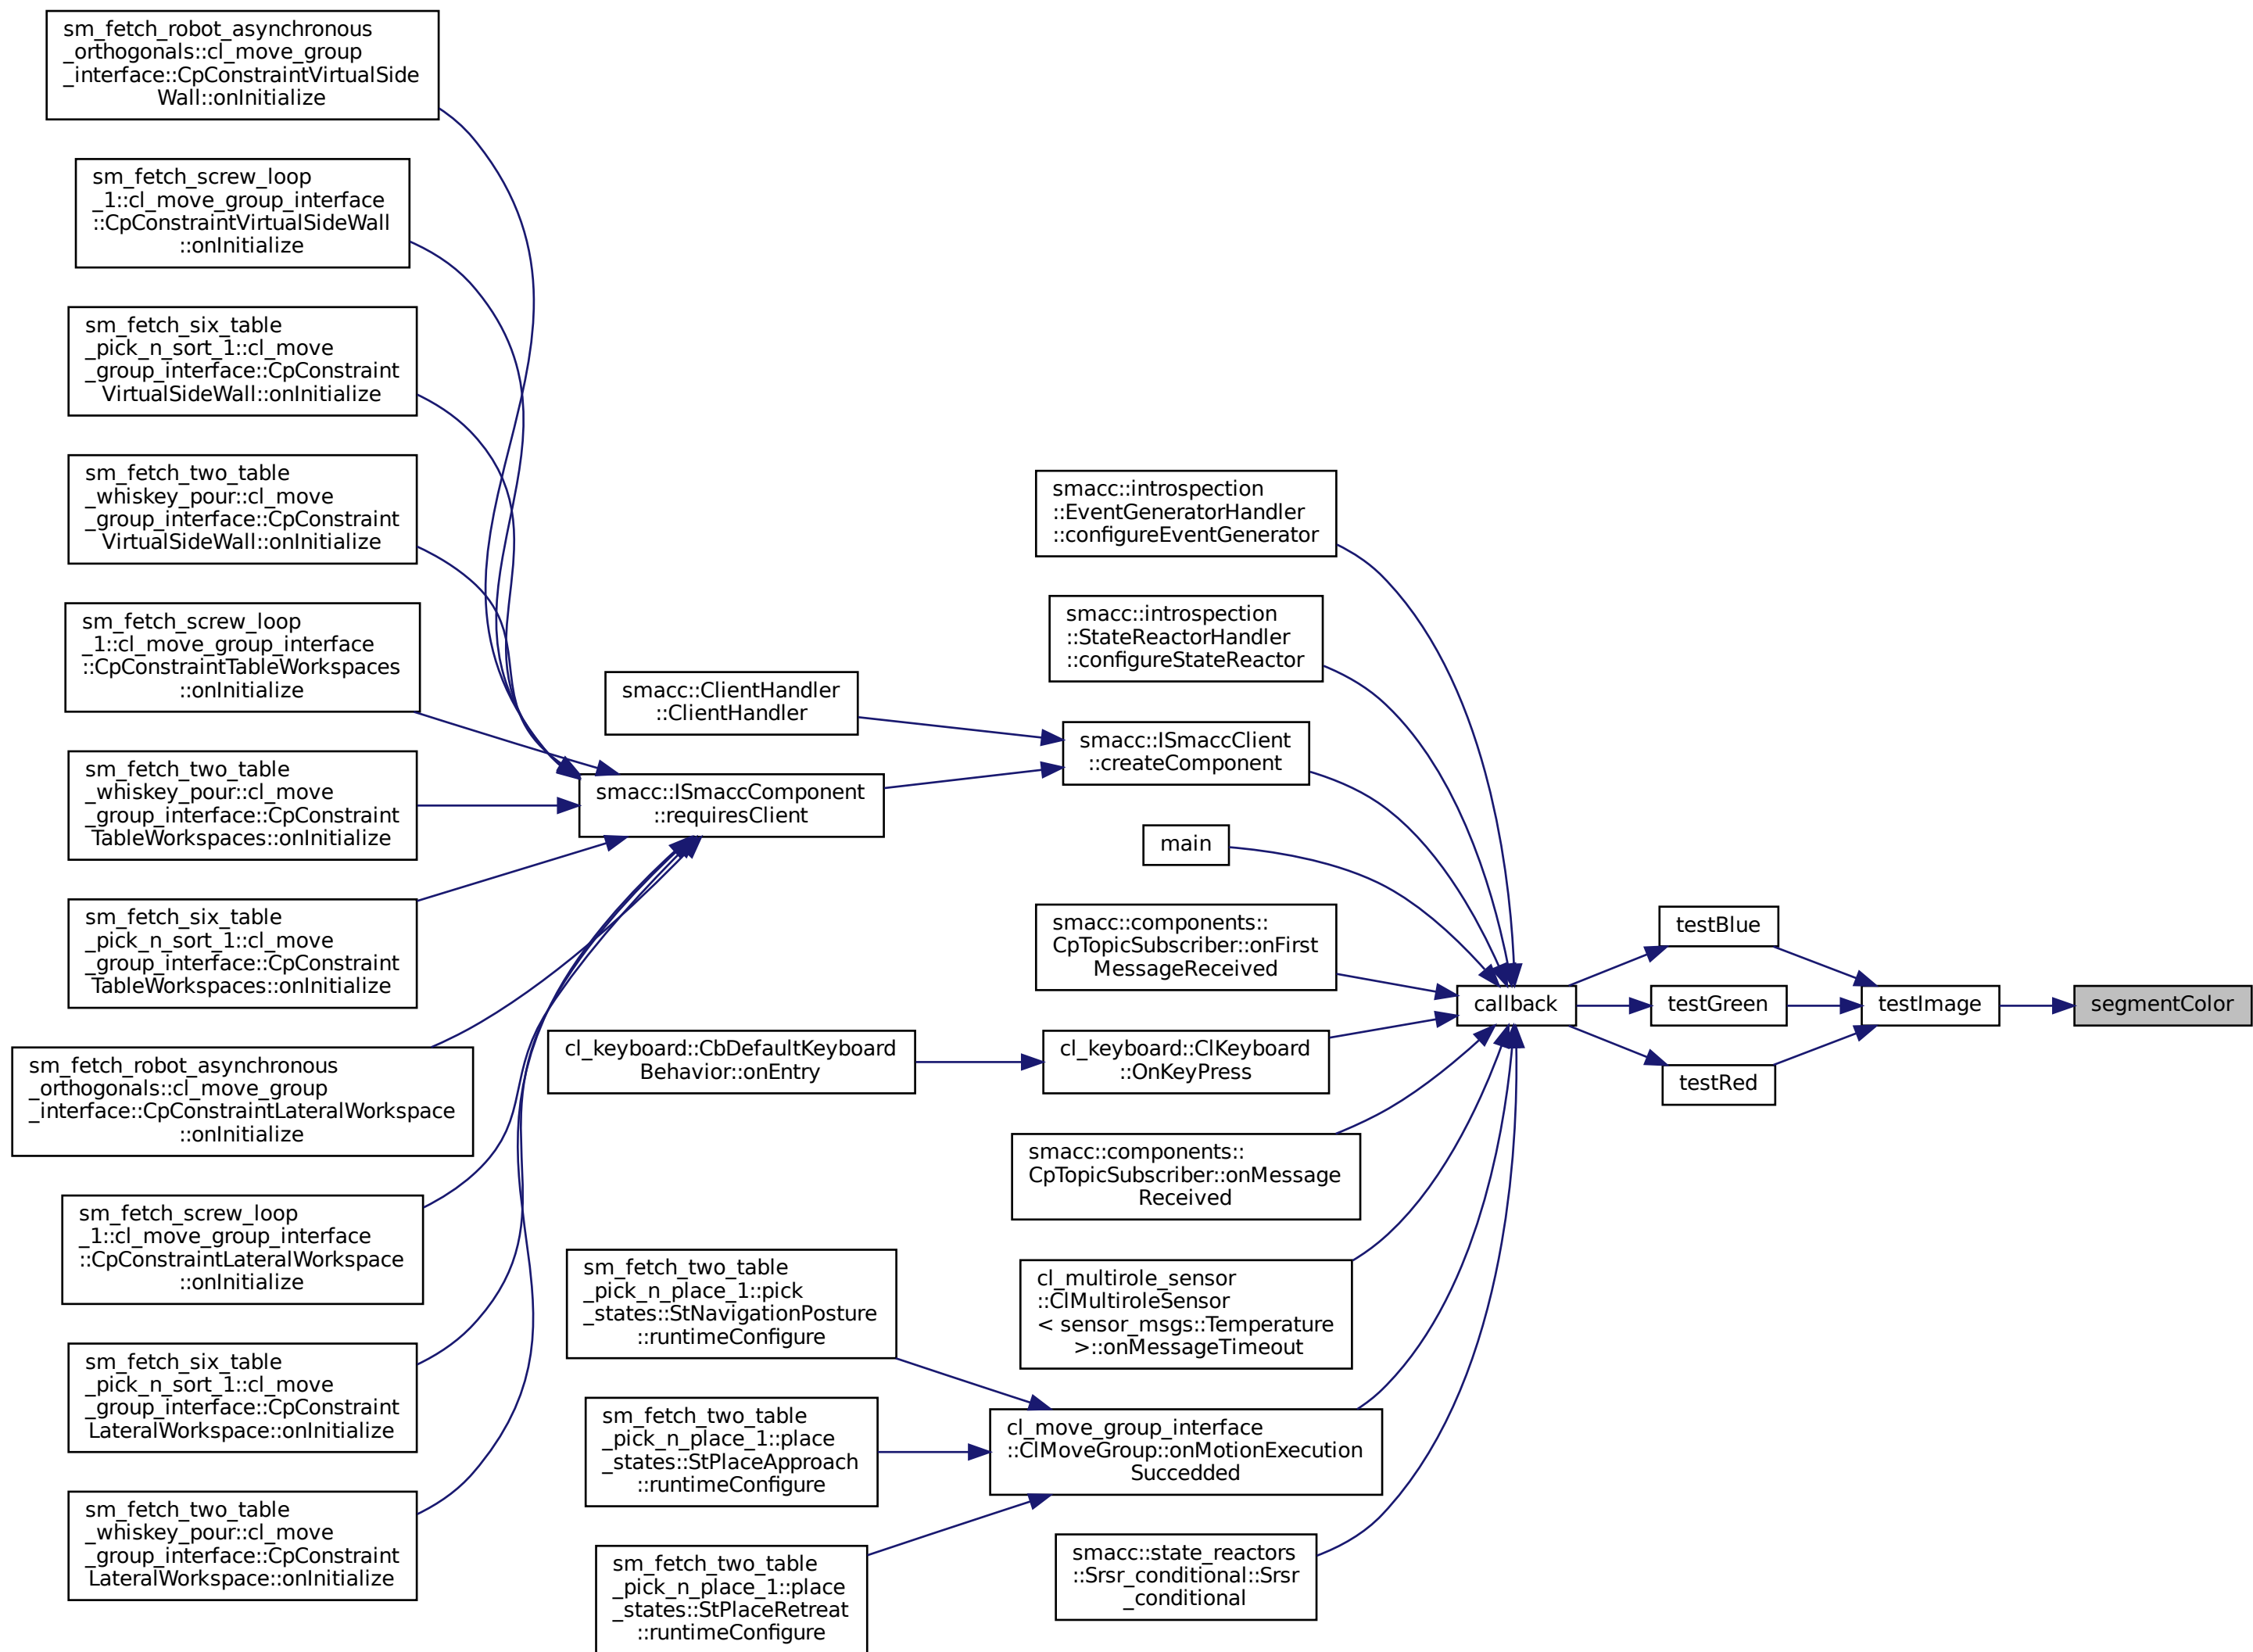 sm_fetch_robot_asynchronous
_orthogonals::cl_move_group
_interface::CpConstraintVirtualSide
Wall::onInitialize
sm_fetch_screw_loop
_1::cl_move_group_interface
::CpConstraintVirtualSideWall
::onInitialize
sm_fetch_six_table
_pick_n_sort_1::cl_move
_group_interface::CpConstraint
VirtualSideWall::onInitialize
sm_fetch_two_table
_whiskey_pour::cl_move
_group_interface::CpConstraint
VirtualSideWall::onInitialize
sm_fetch_screw_loop
_1::cl_move_group_interface
::CpConstraintTableWorkspaces
::onInitialize
sm_fetch_two_table
_whiskey_pour::cl_move
_group_interface::CpConstraint
TableWorkspaces::onInitialize
sm_fetch_six_table
_pick_n_sort_1::cl_move
_group_interface::CpConstraint
TableWorkspaces::onInitialize
sm_fetch_robot_asynchronous
_orthogonals::cl_move_group
_interface::CpConstraintLateralWorkspace
::onInitialize
sm_fetch_screw_loop
_1::cl_move_group_interface
::CpConstraintLateralWorkspace
::onInitialize
sm_fetch_six_table
_pick_n_sort_1::cl_move
_group_interface::CpConstraint
LateralWorkspace::onInitialize
sm_fetch_two_table
_whiskey_pour::cl_move
_group_interface::CpConstraint
LateralWorkspace::onInitialize
smacc::ClientHandler
::ClientHandler
smacc::ISmaccComponent
::requiresClient
cl_keyboard::CbDefaultKeyboard
Behavior::onEntry
sm_fetch_two_table
_pick_n_place_1::pick
_states::StNavigationPosture
::runtimeConfigure
sm_fetch_two_table
_pick_n_place_1::place
_states::StPlaceApproach
::runtimeConfigure
sm_fetch_two_table
_pick_n_place_1::place
_states::StPlaceRetreat
::runtimeConfigure
smacc::introspection
::EventGeneratorHandler
::configureEventGenerator
smacc::introspection
::StateReactorHandler
::configureStateReactor
smacc::ISmaccClient
::createComponent
main
smacc::components::
CpTopicSubscriber::onFirst
MessageReceived
cl_keyboard::ClKeyboard
::OnKeyPress
smacc::components::
CpTopicSubscriber::onMessage
Received
cl_multirole_sensor
::ClMultiroleSensor
< sensor_msgs::Temperature
>::onMessageTimeout
cl_move_group_interface
::ClMoveGroup::onMotionExecution
Succedded
smacc::state_reactors
::Srsr_conditional::Srsr
_conditional
callback
testBlue
testGreen
testRed
testImage
segmentColor